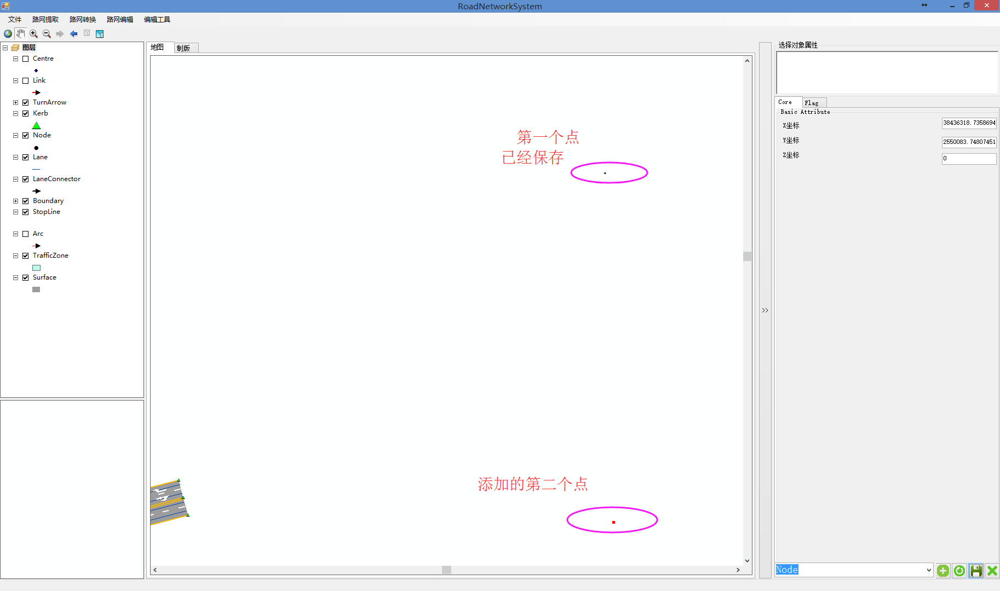 RoadNetworkSystem
文件 路网提取 路网转换 路网编辑 编辑工具
图层
Centre
Link
TurnArrow
Kerb
Node
Lane
LaneConnector
Boundary
StopLine
Arc
TrafficZone
Surface
地图 制版
第一个点
已经保存
添加的第二个点
>>
选择对象属性
Core Flag
Basic Attribute
X坐标 38436318.7358694
Y坐标 2550083.74807451
Z坐标 0
Node